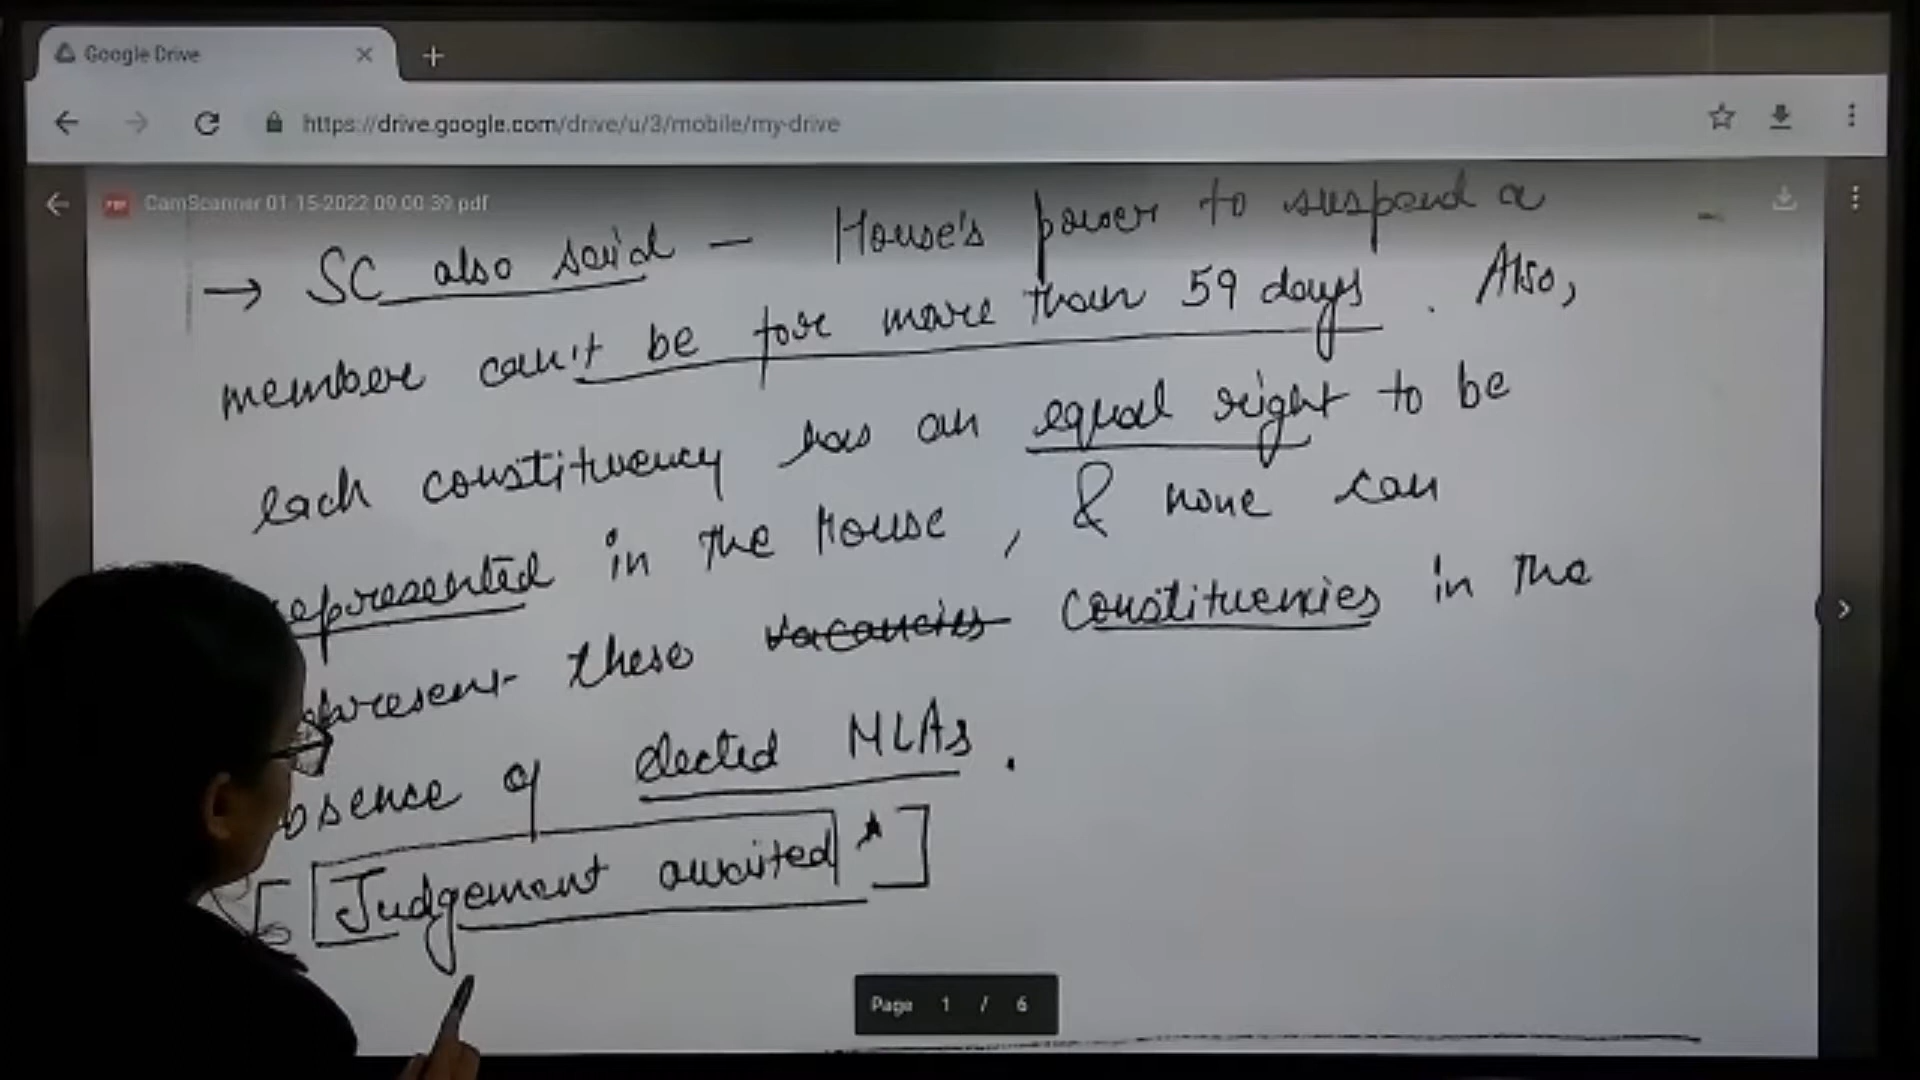 Google Drive
https://drive.google.com/drive/u/3/mobile/my-drive
CamScanner 01-15-2022 09.00.39.pdf
→ SC also said – House's power to suspend a
member can't be for more than 59 days. Also,
each constituency has an equal right to be
represented in the House, & none can
present these vacancies constituencies in the
bsence of elected MLAs.
[Judgement awaited *]
Page 1 / 6